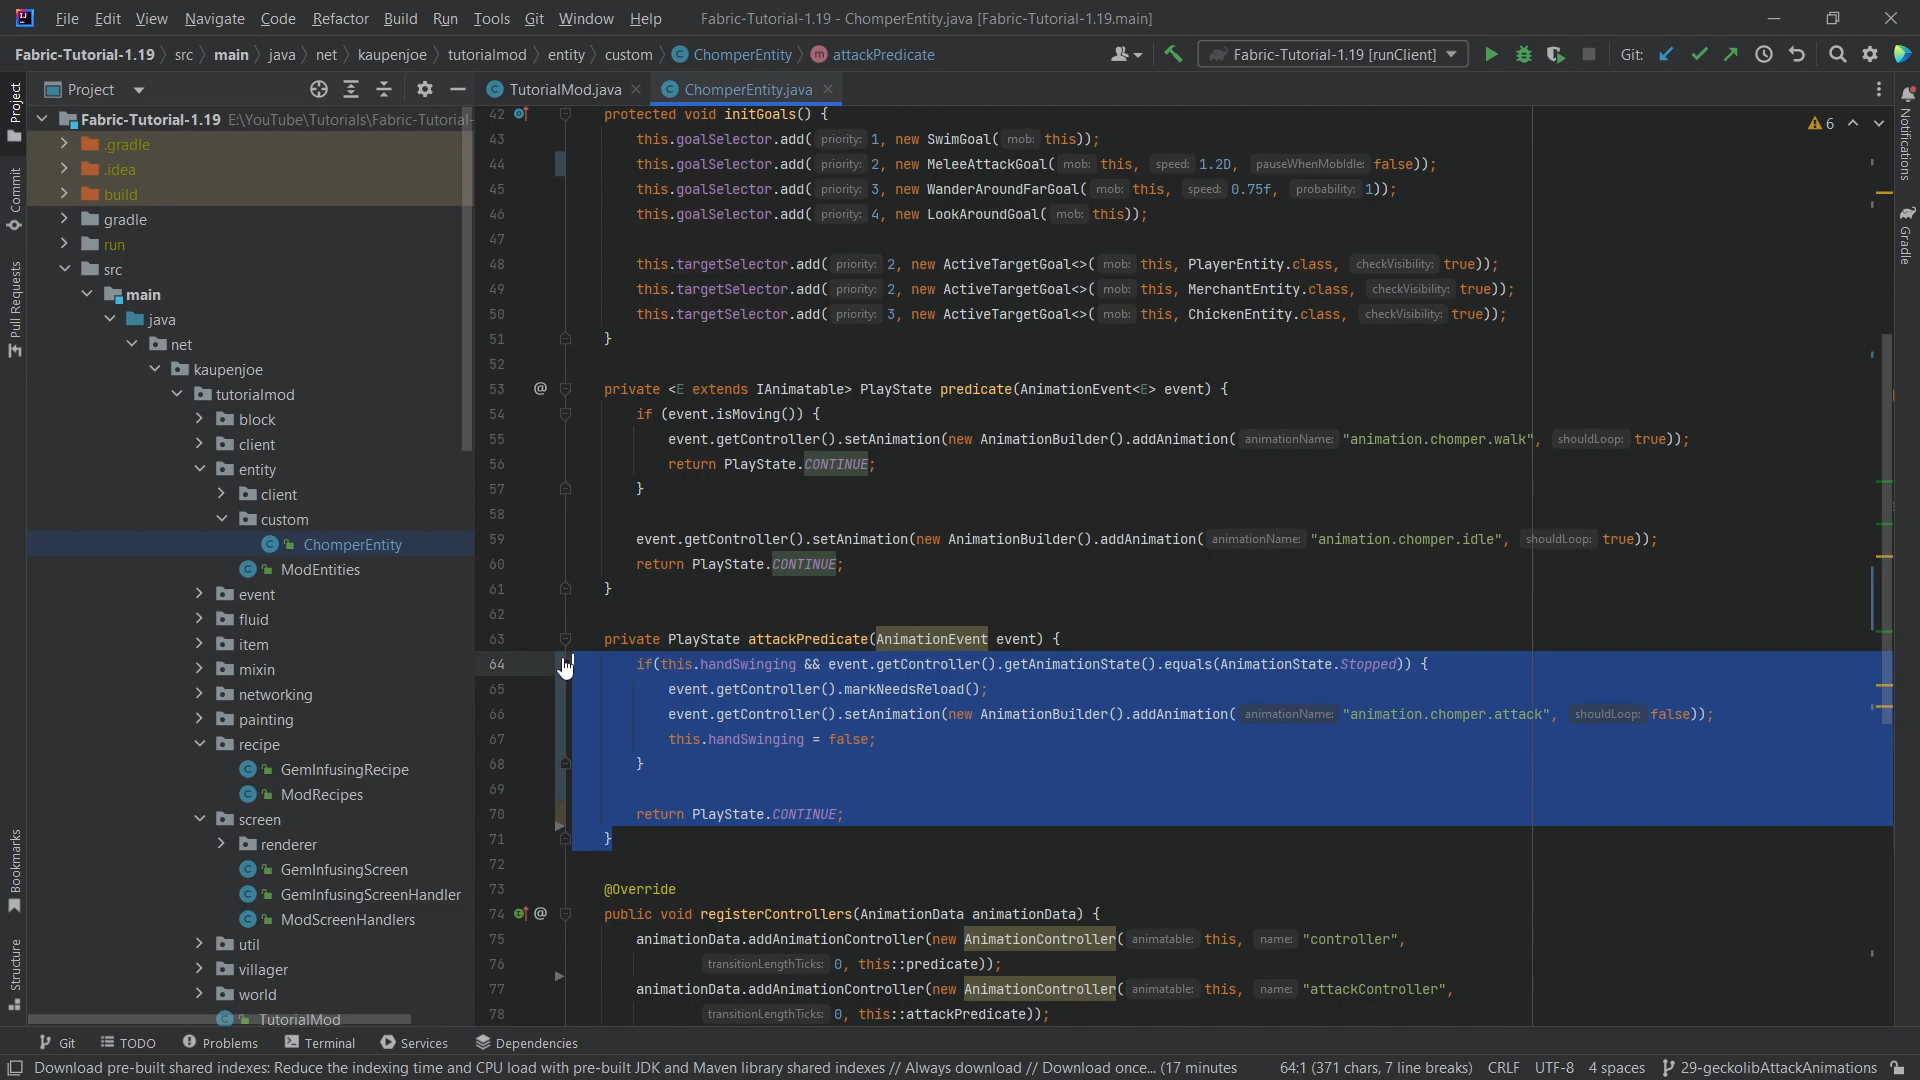 File Edit View Navigate Code Refactor Build Run Tools Git Window Help Fabric-Tutorial-1.19 - ChomperEntity.java [Fabric-Tutorial-1.19.main]
Fabric-Tutorial-1.19 src main java net kaupenjoe tutorialmod entity custom ChomperEntity attackPredicate Fabric-Tutorial-1.19 [runClient] Git:
Project
TutorialMod.java ChomperEntity.java
Fabric-Tutorial-1.19 E:\YouTube\Tutorials\Fabric-Tutorial-
.gradle
.idea
build
gradle
run
src
main
java
net
kaupenjoe
tutorialmod
block
client
entity
client
custom
ChomperEntity
ModEntities
event
fluid
item
mixin
networking
painting
recipe
GemInfusingRecipe
ModRecipes
screen
renderer
GemInfusingScreen
GemInfusingScreenHandler
ModScreenHandlers
util
villager
world
TutorialMod
Project
Commit
Pull Requests
Bookmarks
Structure
6
42 protected void initGoals() {
43 this.goalSelector.add( priority: 1, new SwimGoal( mob: this));
44 this.goalSelector.add( priority: 2, new MeleeAttackGoal( mob: this, speed: 1.2D, pauseWhenMobIdle: false));
45 this.goalSelector.add( priority: 3, new WanderAroundFarGoal( mob: this, speed: 0.75f, probability: 1));
46 this.goalSelector.add( priority: 4, new LookAroundGoal( mob: this));
47
48 this.targetSelector.add( priority: 2, new ActiveTargetGoal<>( mob: this, PlayerEntity.class, checkVisibility: true));
49 this.targetSelector.add( priority: 2, new ActiveTargetGoal<>( mob: this, MerchantEntity.class, checkVisibility: true));
50 this.targetSelector.add( priority: 3, new ActiveTargetGoal<>( mob: this, ChickenEntity.class, checkVisibility: true));
51 }
52
53 @ private <E extends IAnimatable> PlayState predicate(AnimationEvent<E> event) {
54 if (event.isMoving()) {
55 event.getController().setAnimation(new AnimationBuilder().addAnimation( animationName: "animation.chomper.walk", shouldLoop: true));
56 return PlayState.CONTINUE;
57 }
58
59 event.getController().setAnimation(new AnimationBuilder().addAnimation( animationName: "animation.chomper.idle", shouldLoop: true));
60 return PlayState.CONTINUE;
61 }
62
63 private PlayState attackPredicate(AnimationEvent event) {
64 if(this.handSwinging && event.getController().getAnimationState().equals(AnimationState.Stopped)) {
65 event.getController().markNeedsReload();
66 event.getController().setAnimation(new AnimationBuilder().addAnimation( animationName: "animation.chomper.attack", shouldLoop: false));
67 this.handSwinging = false;
68 }
69
70 return PlayState.CONTINUE;
71 }
72
73 @Override
74 @ public void registerControllers(AnimationData animationData) {
75 animationData.addAnimationController(new AnimationController( animatable: this, name: "controller",
76 transitionLengthTicks: 0, this::predicate));
77 animationData.addAnimationController(new AnimationController( animatable: this, name: "attackController",
78 transitionLengthTicks: 0, this::attackPredicate));
Notifications
Gradle
Git TODO Problems Terminal Services Dependencies
Download pre-built shared indexes: Reduce the indexing time and CPU load with pre-built JDK and Maven library shared indexes // Always download // Download once... (17 minutes 64:1 (371 chars, 7 line breaks) CRLF UTF-8 4 spaces 29-geckolibAttackAnimations